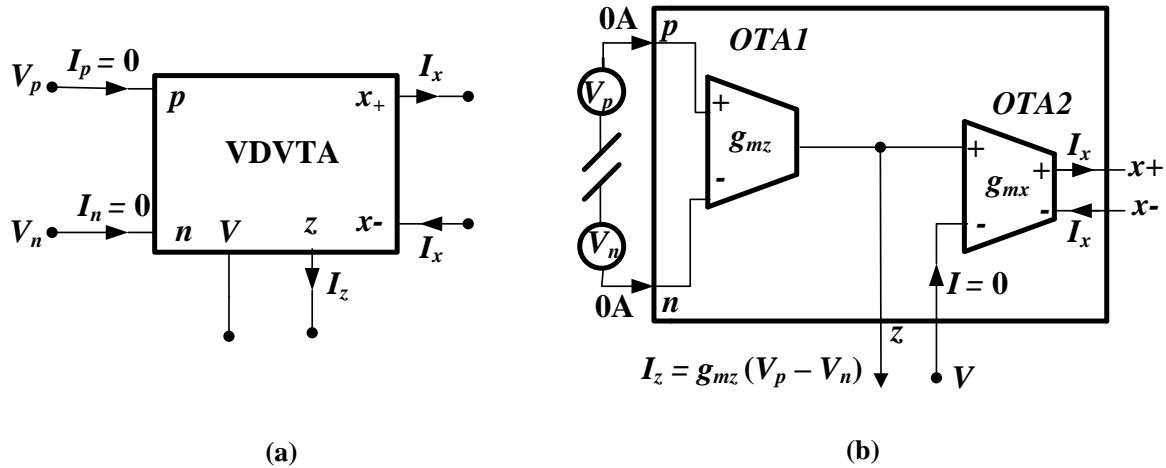 I_p = 0
V_p
p
x_+
I_x
VDVTA
I_n = 0
V_n
n
V
z
x-
I_x
I_z
(a)
0A
p
OTA1
V_p
+
g_mz
-
V_n
0A
n
OTA2
+
g_mx
-
+
-
I_x
x+
x-
I_x
I = 0
z
I_z = g_mz (V_p – V_n)
V
(b)